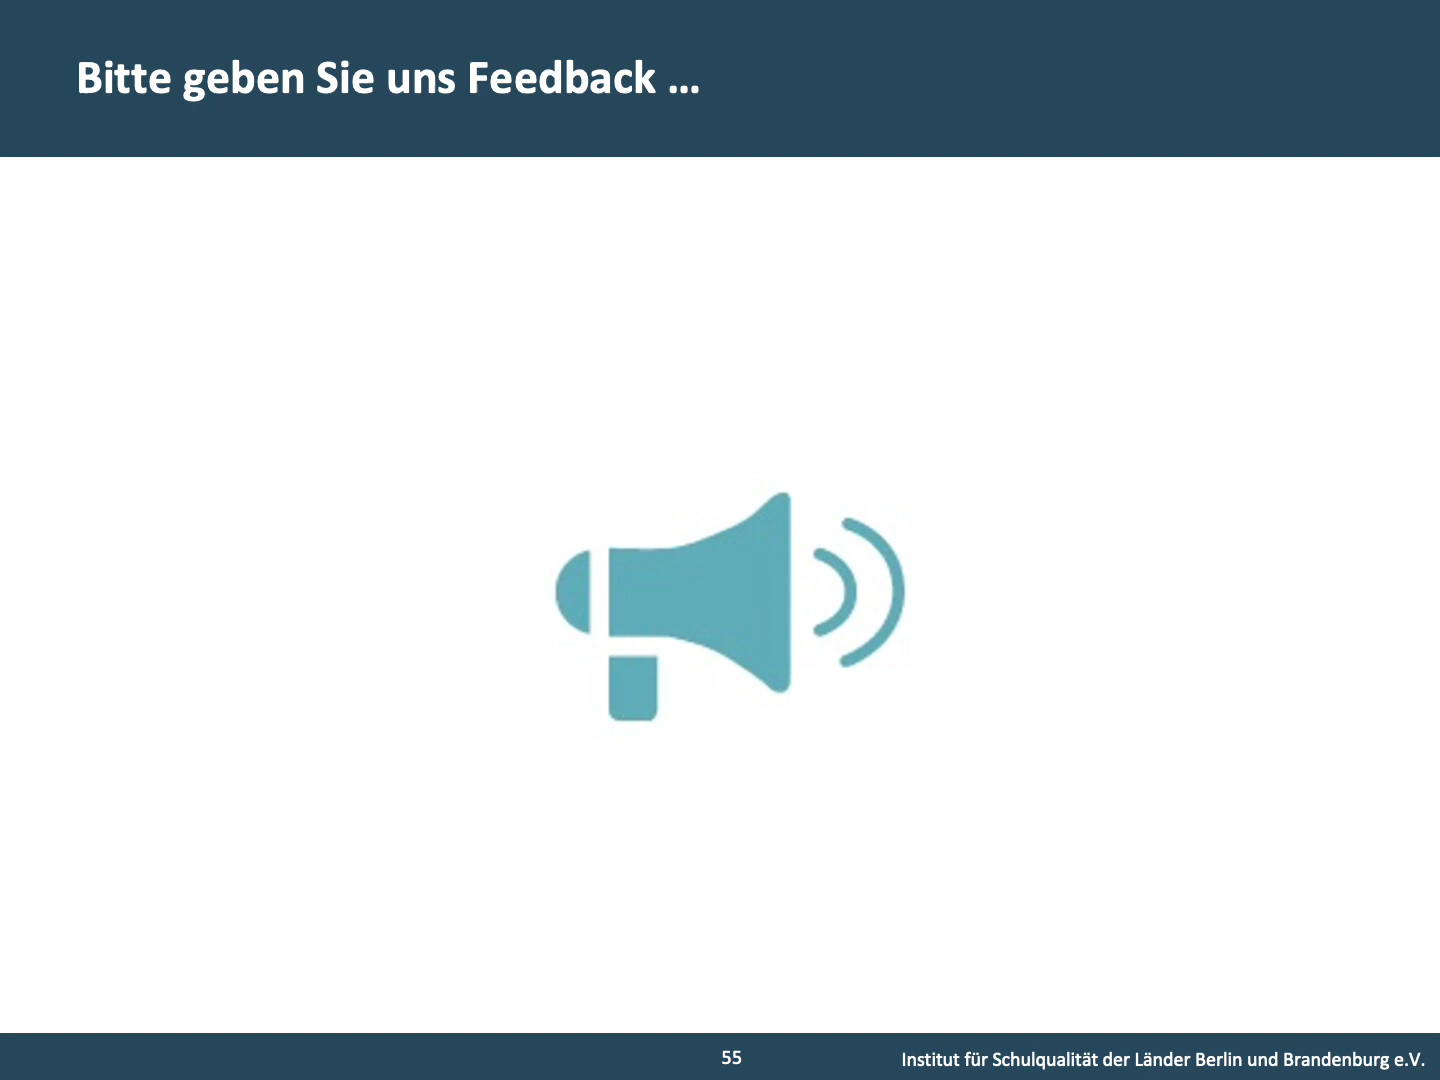 Bitte geben Sie uns Feedback ...
55
Institut für Schulqualität der Länder Berlin und Brandenburg e.V.